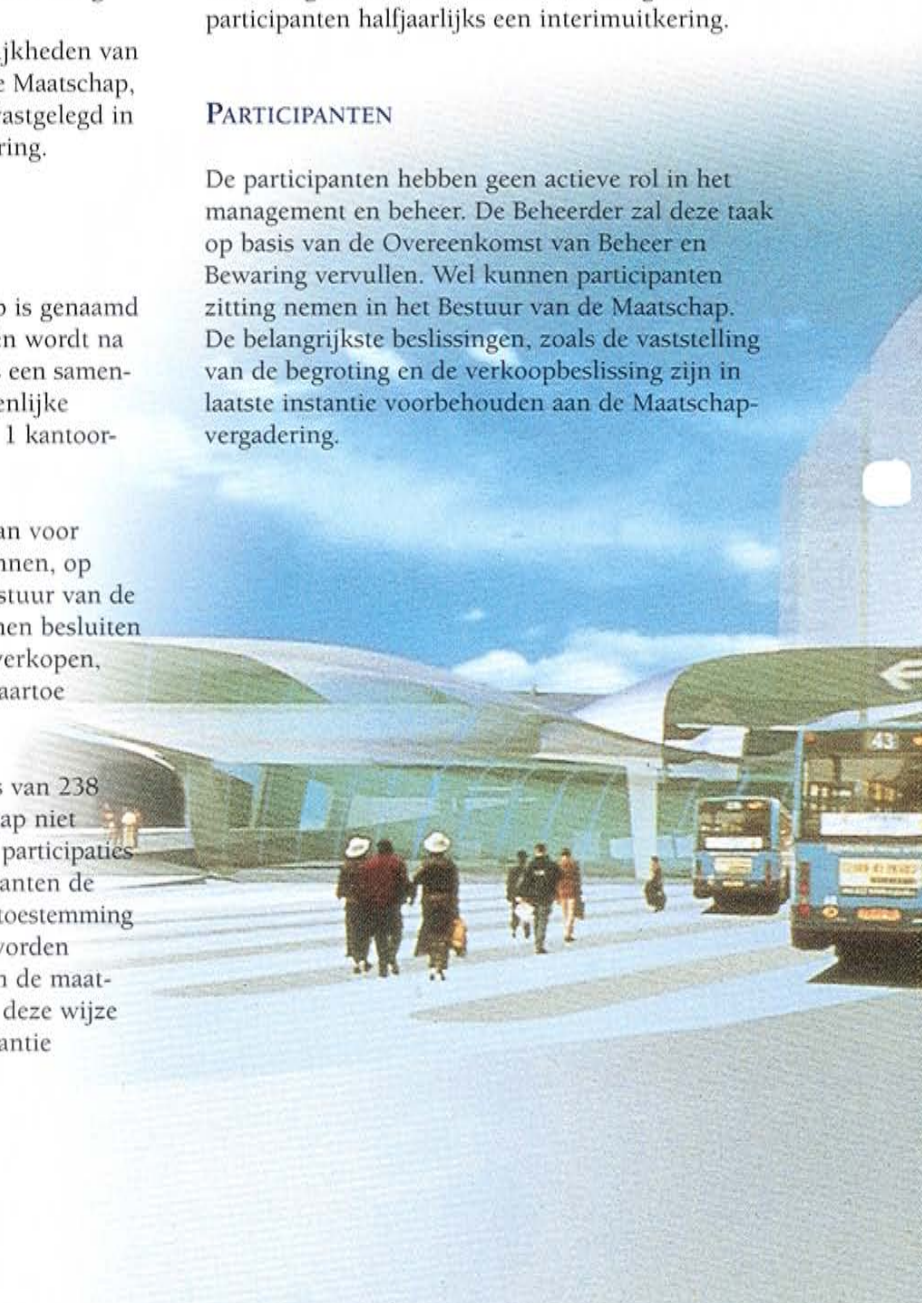 ijkheden van
e Maatschap,
vastgelegd in
ring.
p is genaamd
en wordt na
s een samen-
enlijke
1 kantoor-
an voor
nnen, op
stuur van de
nen besluiten
verkopen,
aartoe
s van 238
ap niet
participaties
anten de
toestemming
vorden
n de maat-
deze wijze
antie
participanten halfjaarlijks een interimuitkering.
PARTICIPANTEN
De participanten hebben geen actieve rol in het
management en beheer. De Beheerder zal deze taak
op basis van de Overeenkomst van Beheer en
Bewaring vervullen. Wel kunnen participanten
zitting nemen in het Bestuur van de Maatschap.
De belangrijkste beslissingen, zoals de vaststelling
van de begroting en de verkoopbeslissing zijn in
laatste instantie voorbehouden aan de Maatschap-
vergadering.
43